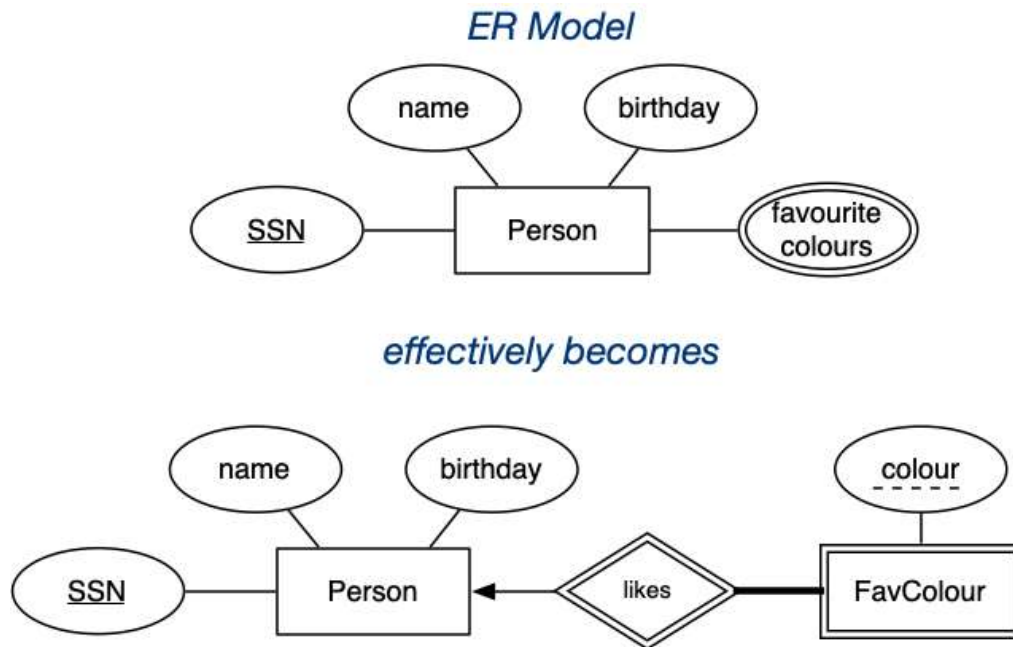 ER Model
name
birthday
SSN
Person
favourite
colours
effectively becomes
name
birthday
colour
SSN
Person
likes
FavColour